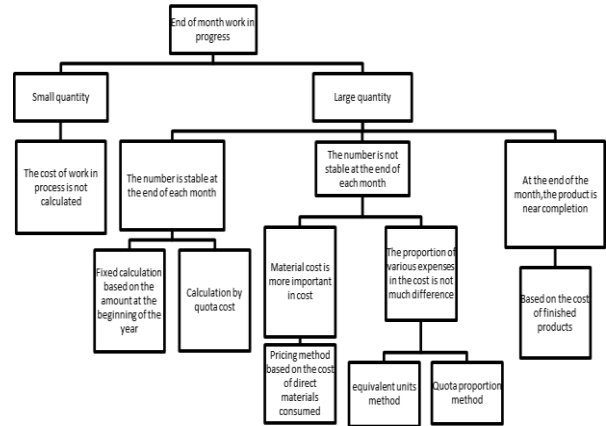 End of month work in
progress
Small quantity
Large quantity
The cost of work in
process is not
calculated
The number is stable at
the end of each month
The number is not
stable at the end of
each month
At the end of the
month,the product is
near completion
Fixed calculation
based on the
amount at the
beginning of the
year
Calculation by
quota cost
Material cost is
more important in
cost
The proportion of
various expenses
in the cost is not
much difference
Based on the cost
of finished
products
Pricing method
based on the cost
of direct
materials
consumed
equivalent units
method
Quota proportion
method